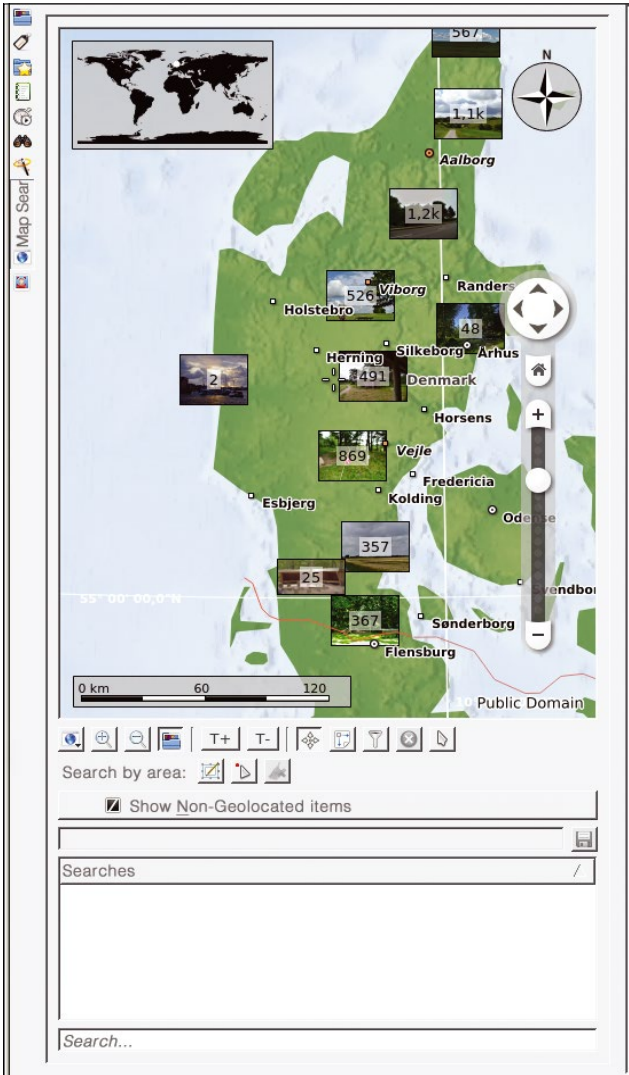 567
N
1,1k
Aalborg
1,2k
Map Sear
526
Viborg
Randers
Holstebro
48
Silkeborg
Århus
Herning
2
491
Denmark
Horsens
869
Vejle
Fredericia
Kolding
Esbjerg
Odense
357
25
55° 00' 00,0"N
Svendbor
367
Sønderborg
Flensburg
0 km 60 120
10°
Public Domain
T+ T-
Search by area:
Show Non-Geolocated items
Searches
Search...